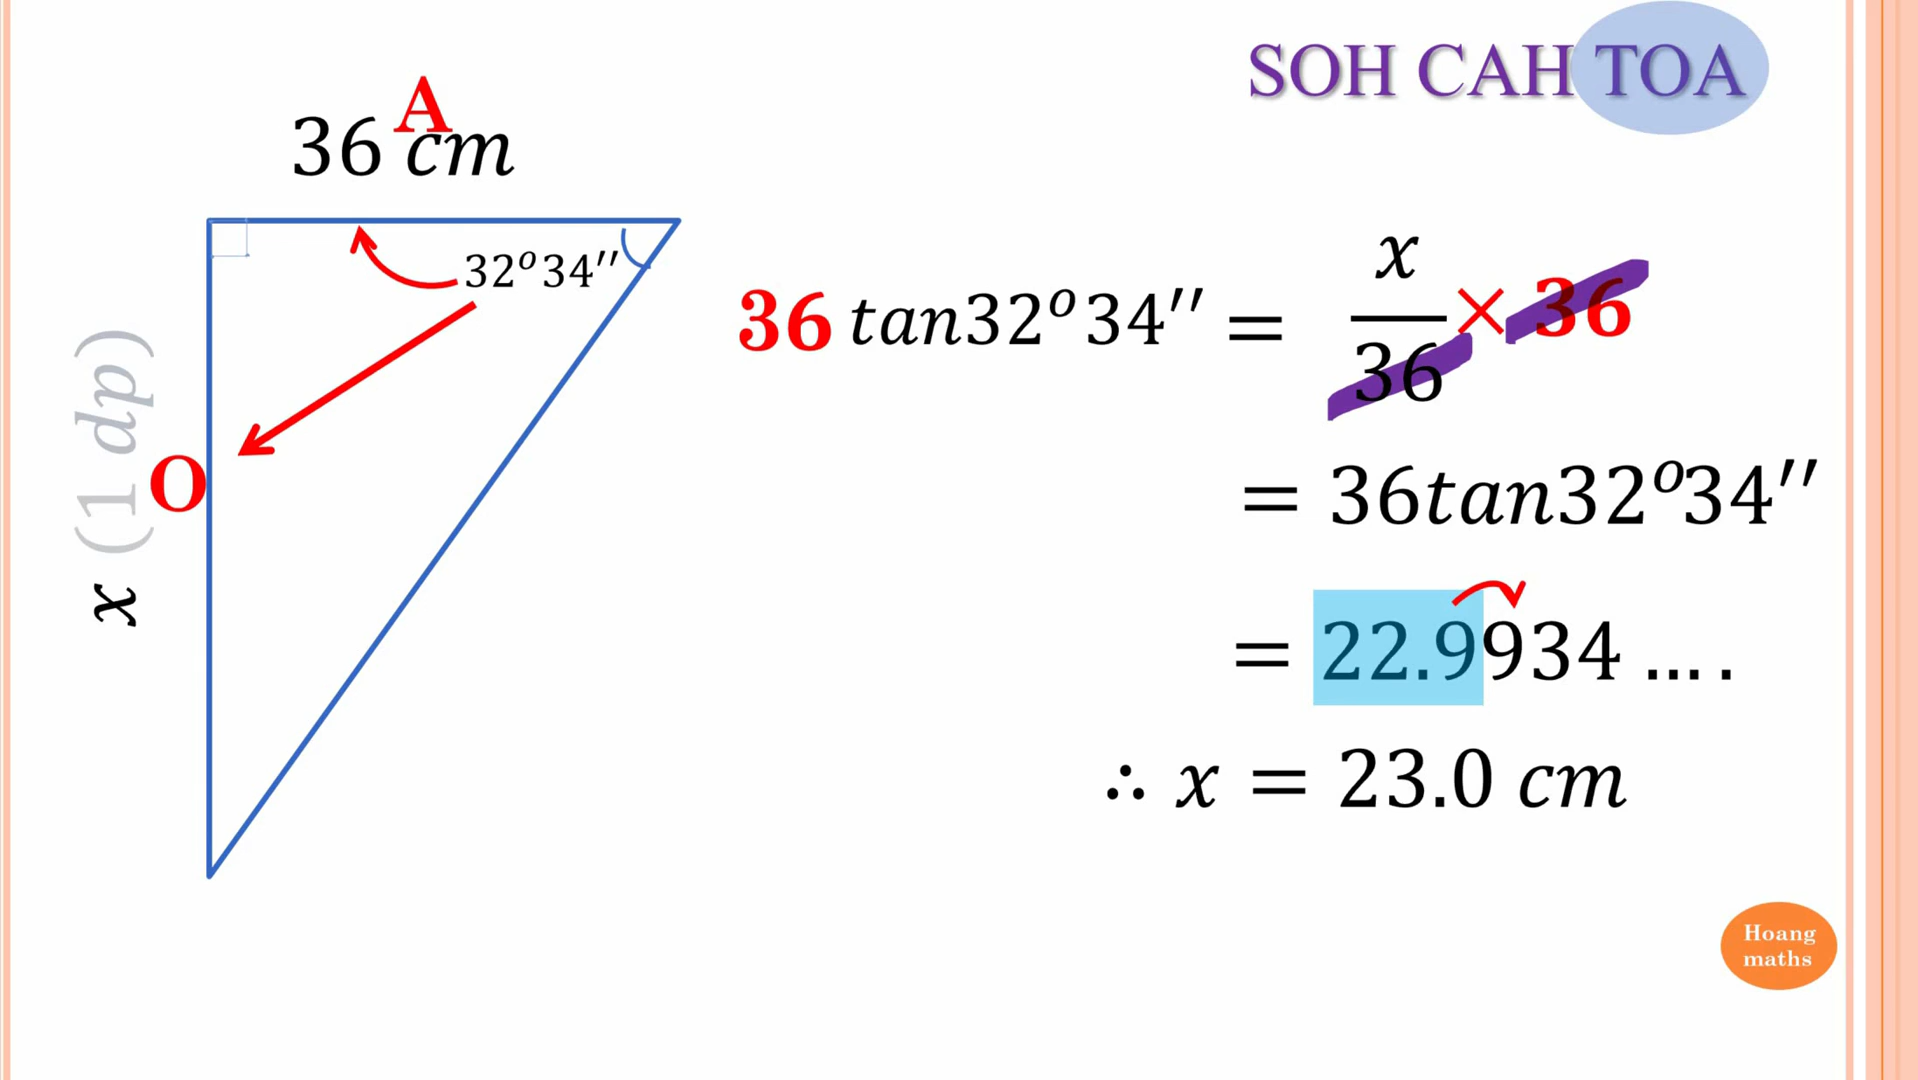 SOH CAH TOA
A
36 cm
32°34′′
x (1 dp)
O
36 tan32°34′′ = x/36 × 36
= 36tan32°34′′
= 22.9934 ....
∴ x = 23.0 cm
Hoang
maths